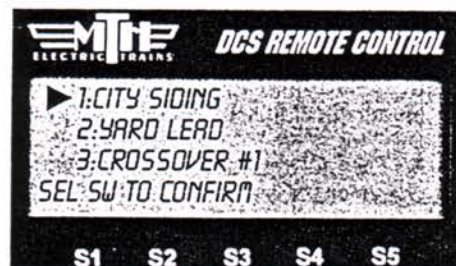 MTH
ELECTRIC TRAINS
DCS REMOTE CONTROL
1:CITY SIDING
2:YARD LEAD
3:CROSSOVER #1
SEL SW TO CONFIRM
S1 S2 S3 S4 S5